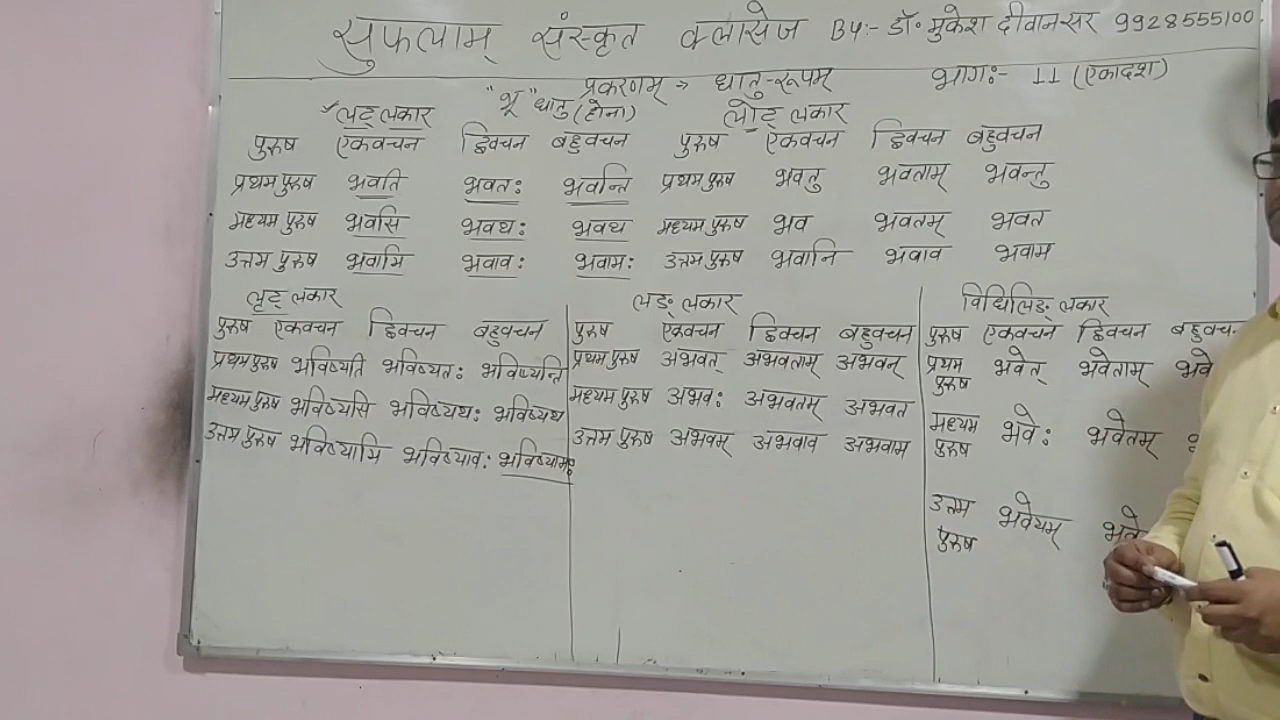 सुफलाम् संस्कृत क्लासेज By:- डॉ॰ मुकेश दीवानसर 9928555100
प्रकरणम् -> धातु-रूपम् भागः- 11 (एकादश)
"भू" धातु (होना)
लट् लकार
पुरुष एकवचन द्विवचन बहुवचन
प्रथम पुरुष भवति भवतः भवन्ति
मध्यम पुरुष भवसि भवथः भवथ
उत्तम पुरुष भवामि भवावः भवामः
लोट् लकार
पुरुष एकवचन द्विवचन बहुवचन
प्रथम पुरुष भवतु भवताम् भवन्तु
मध्यम पुरुष भव भवतम् भवत
उत्तम पुरुष भवानि भवाव भवाम
लृट् लकार
पुरुष एकवचन द्विवचन बहुवचन
प्रथम पुरुष भविष्यति भविष्यतः भविष्यन्ति
मध्यम पुरुष भविष्यसि भविष्यथः भविष्यथ
उत्तम पुरुष भविष्यामि भविष्यावः भविष्यामः
लङ् लकार
पुरुष एकवचन द्विवचन बहुवचन
प्रथम पुरुष अभवत् अभवताम् अभवन्
मध्यम पुरुष अभवः अभवतम् अभवत
उत्तम पुरुष अभवम् अभवाव अभवाम
विधिलिङ् लकार
पुरुष एकवचन द्विवचन बहुवच
प्रथम भवेत् भवेताम् भवे
पुरुष
मध्यम भवेः भवेतम्
पुरुष
उत्तम भवेयम् भवे
पुरुष